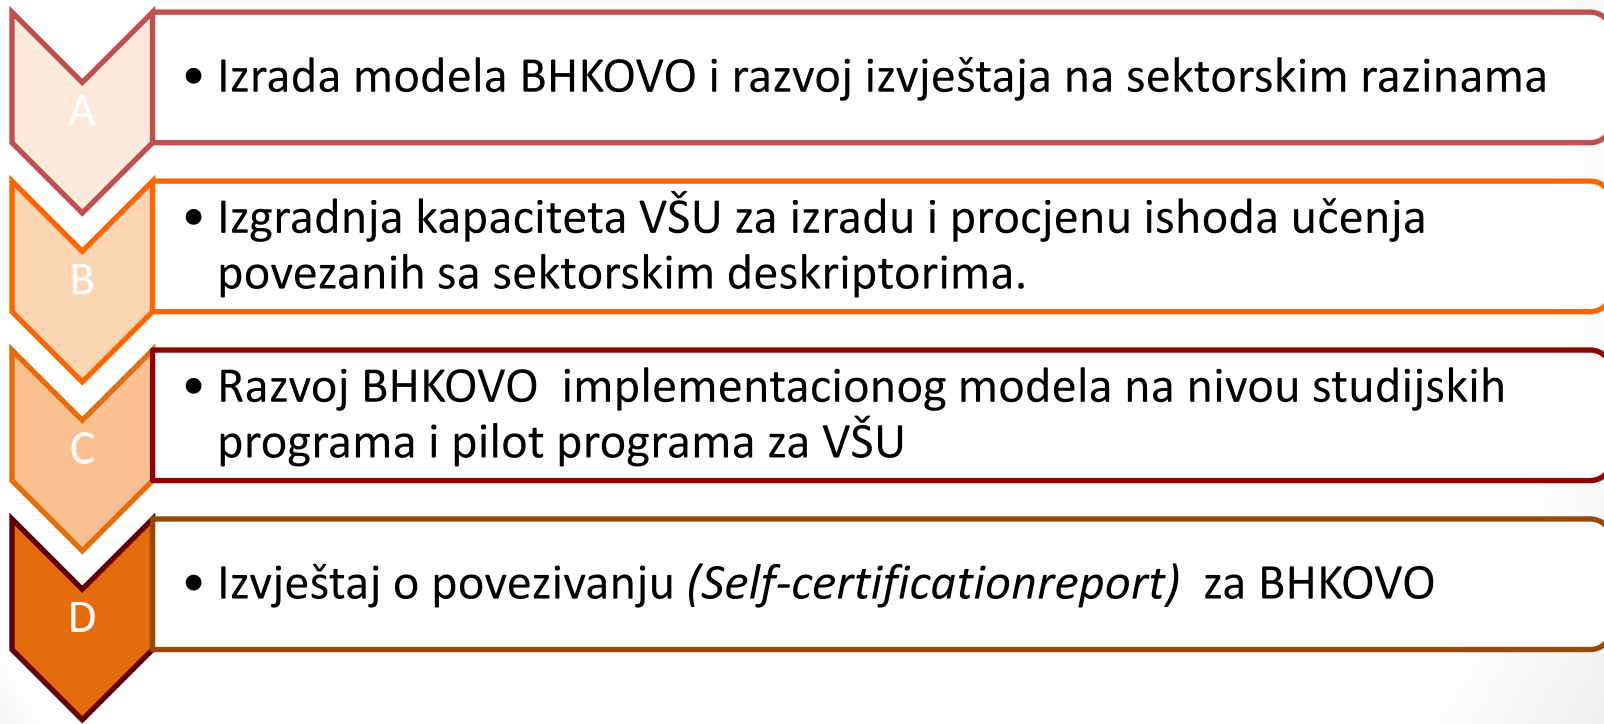 A
• Izrada modela BHKOVO i razvoj izvještaja na sektorskim razinama
B
• Izgradnja kapaciteta VŠU za izradu i procjenu ishoda učenja
povezanih sa sektorskim deskriptorima.
C
• Razvoj BHKOVO  implementacionog modela na nivou studijskih
programa i pilot programa za VŠU
D
• Izvještaj o povezivanju (Self-certificationreport)  za BHKOVO